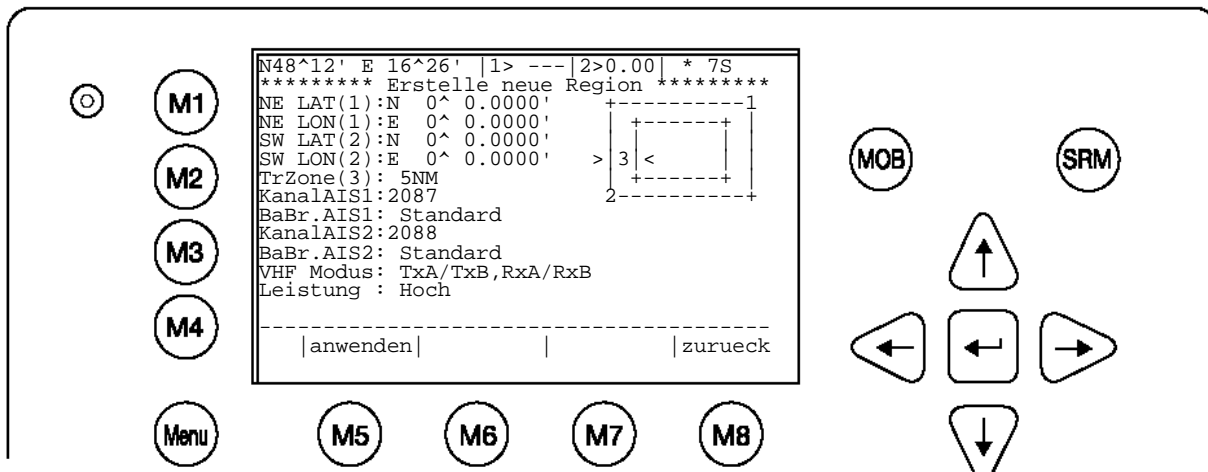 N48^12' E 16^26' |1> ---|2>0.00| * 7S
********* Erstelle neue Region *********
NE LAT(1):N 0^ 0.0000' +----------1
NE LON(1):E 0^ 0.0000' | +------+ |
SW LAT(2):N 0^ 0.0000' | | | |
SW LON(2):E 0^ 0.0000' >|3|< | |
TrZone(3): 5NM | +------+ |
KanalAIS1:2087 2----------+
BaBr.AIS1: Standard
KanalAIS2:2088
BaBr.AIS2: Standard
VHF Modus: TxA/TxB,RxA/RxB
Leistung : Hoch
----------------------------------------
|anwenden| | |zurueck
M1
M2
M3
M4
Menu
M5
M6
M7
M8
MOB
SRM